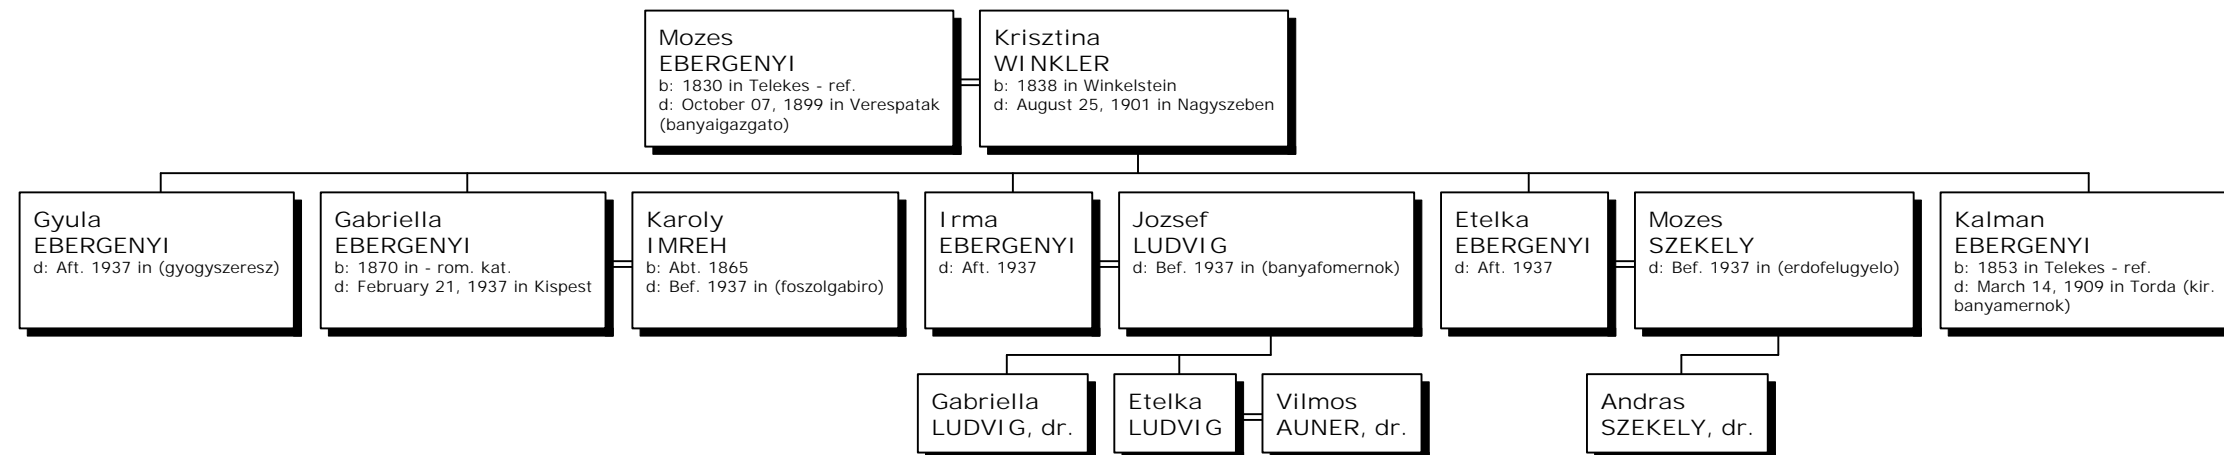 Mozes
EBERGENYI
b: 1830 in Telekes - ref.
d: October 07, 1899 in Verespatak
(banyaigazgato)
Krisztina
WINKLER
b: 1838 in Winkelstein
d: August 25, 1901 in Nagyszeben
Gyula
EBERGENYI
d: Aft. 1937 in (gyogyszeresz)
Gabriella
EBERGENYI
b: 1870 in - rom. kat.
d: February 21, 1937 in Kispest
Karoly
IMREH
b: Abt. 1865
d: Bef. 1937 in (foszolgabiro)
Irma
EBERGENYI
d: Aft. 1937
Jozsef
LUDVIG
d: Bef. 1937 in (banyafomernok)
Etelka
EBERGENYI
d: Aft. 1937
Mozes
SZEKELY
d: Bef. 1937 in (erdofelugyelo)
Kalman
EBERGENYI
b: 1853 in Telekes - ref.
d: March 14, 1909 in Torda (kir.
banyamernok)
Gabriella
LUDVIG, dr.
Etelka
LUDVIG
Vilmos
AUNER, dr.
Andras
SZEKELY, dr.